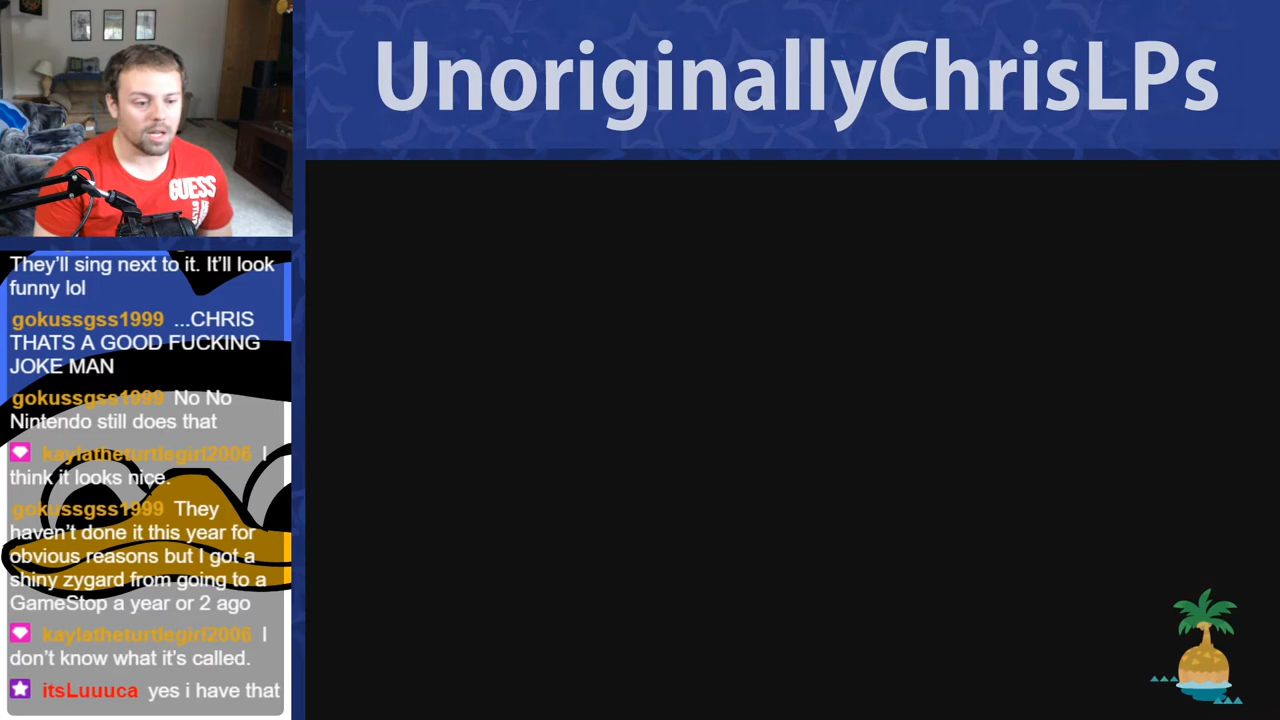 UnoriginallyChrisLPs
GUESS
They'll sing next to it. It'll look
funny lol
gokussgss1999 ...CHRIS
THATS A GOOD FUCKING
JOKE MAN
gokussgss1999 No No
Nintendo still does that
kaylatheturtlegirl2006 I
think it looks nice.
gokussgss1999 They
haven't done it this year for
obvious reasons but I got a
shiny zygard from going to a
GameStop a year or 2 ago
kaylatheturtlegirl2006 I
don't know what it's called.
itsLuuuca yes i have that